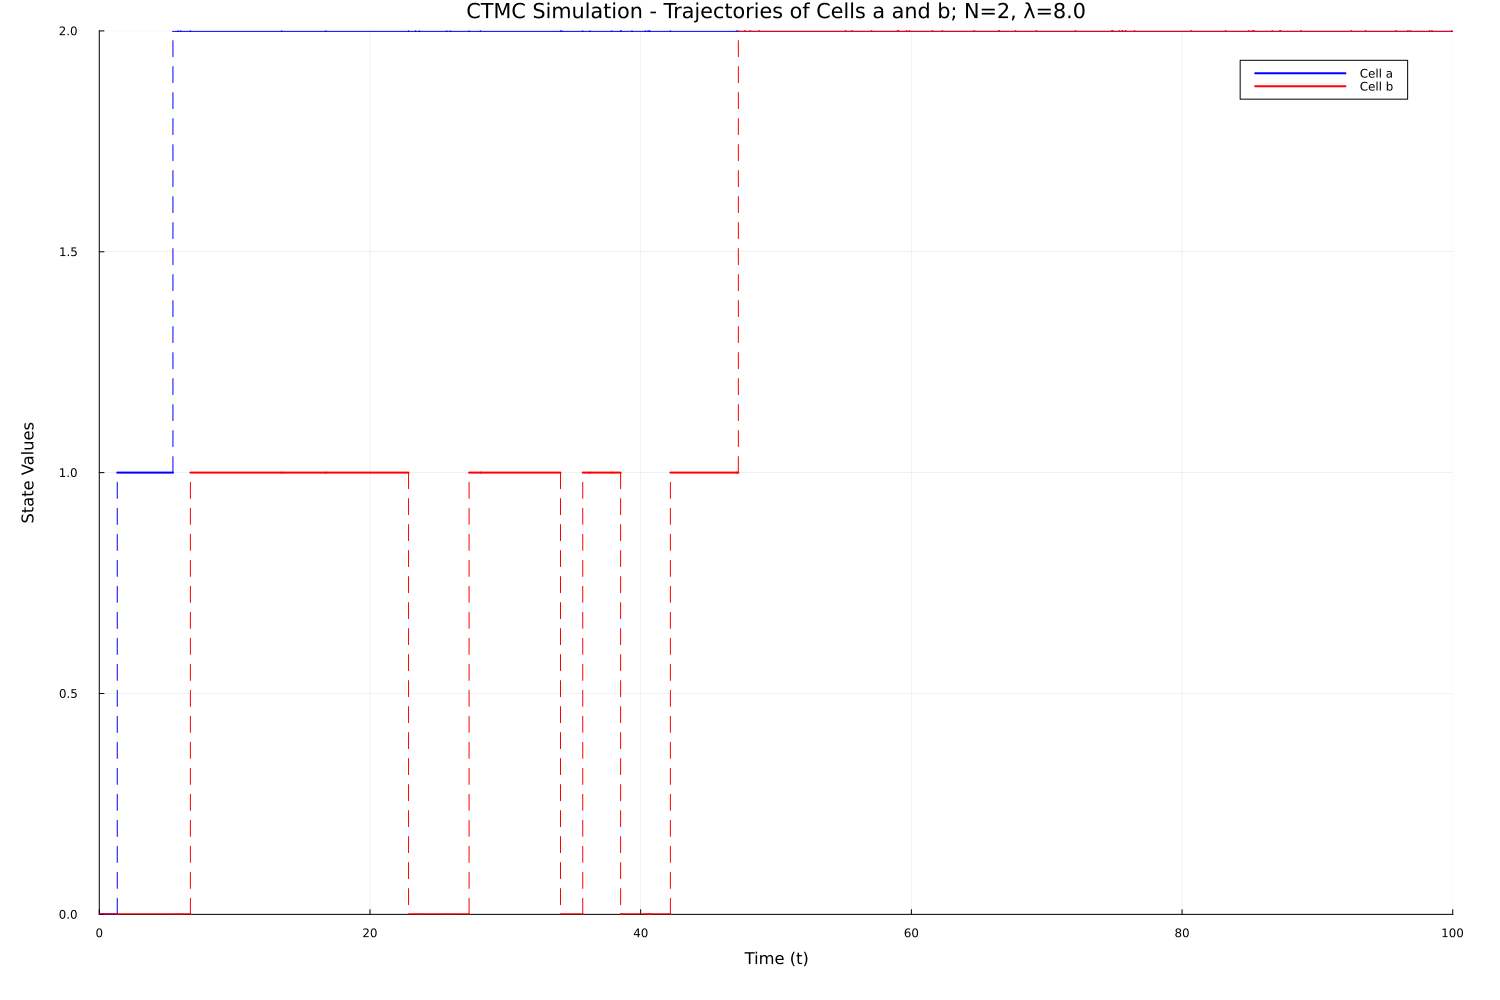 CTMC Simulation - Trajectories of Cells a and b; N=2, λ=8.0
2.0
1.5
1.0
0.5
0.0
State Values
Cell a
Cell b
0 20 40 60 80 100
Time (t)